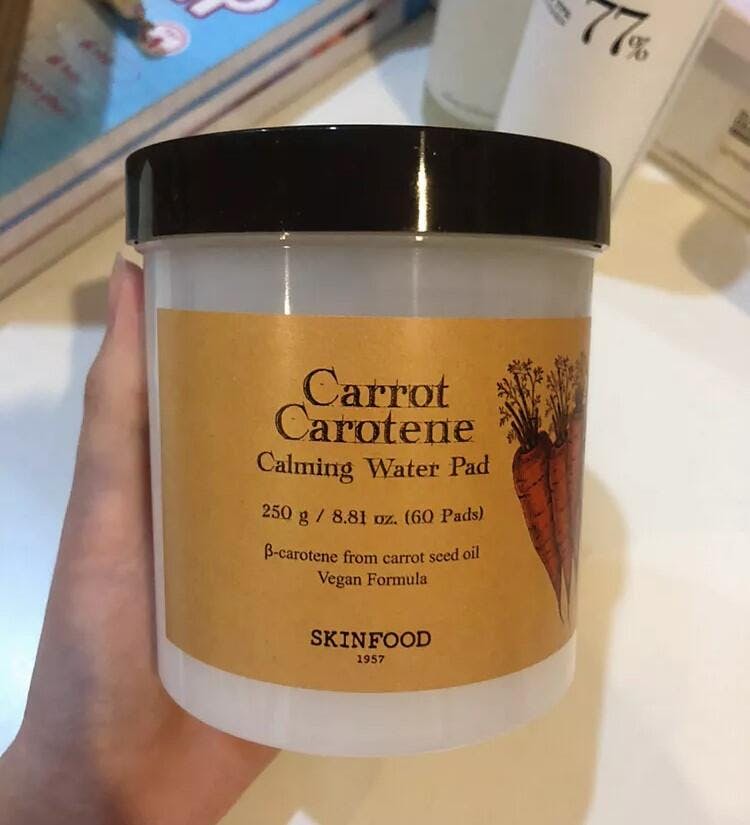 77%
Carrot
Carotene
Calming Water Pad
250 g / 8.81 oz. (60 Pads)
β-carotene from carrot seed oil
Vegan Formula
SKINFOOD
1957